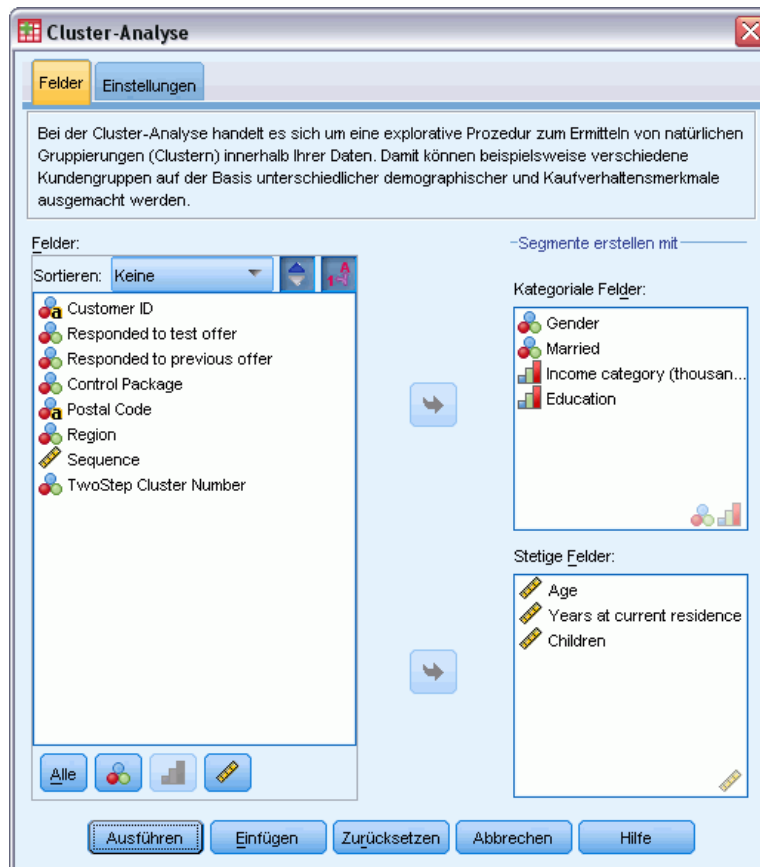 Cluster-Analyse
Felder
Einstellungen
Bei der Cluster-Analyse handelt es sich um eine explorative Prozedur zum Ermitteln von natürlichen
Gruppierungen (Clustern) innerhalb Ihrer Daten. Damit können beispielsweise verschiedene
Kundengruppen auf der Basis unterschiedlicher demographischer und Kaufverhaltensmerkmale
ausgemacht werden.
Felder:
Sortieren: Keine
Customer ID
Responded to test offer
Responded to previous offer
Control Package
Postal Code
Region
Sequence
TwoStep Cluster Number
Alle
Segmente erstellen mit
Kategoriale Felder:
Gender
Married
Income category (thousan...
Education
Stetige Felder:
Age
Years at current residence
Children
Ausführen
Einfügen
Zurücksetzen
Abbrechen
Hilfe